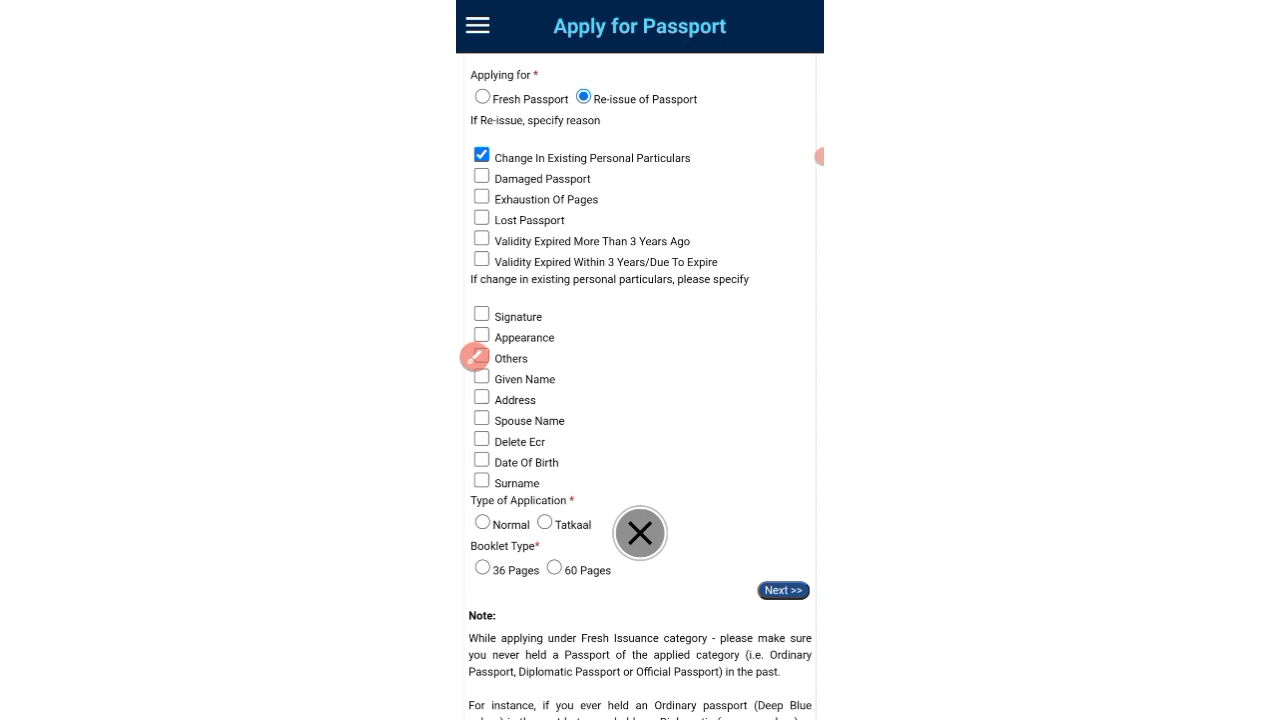 Apply for Passport
Applying for *
Fresh Passport Re-issue of Passport
If Re-issue, specify reason
Change In Existing Personal Particulars
Damaged Passport
Exhaustion Of Pages
Lost Passport
Validity Expired More Than 3 Years Ago
Validity Expired Within 3 Years/Due To Expire
If change in existing personal particulars, please specify
Signature
Appearance
Others
Given Name
Address
Spouse Name
Delete Ecr
Date Of Birth
Surname
Type of Application *
Normal Tatkaal
Booklet Type*
36 Pages 60 Pages
Next >>
Note:
While applying under Fresh Issuance category - please make sure
you never held a Passport of the applied category (i.e. Ordinary
Passport, Diplomatic Passport or Official Passport) in the past.
For instance, if you ever held an Ordinary passport (Deep Blue